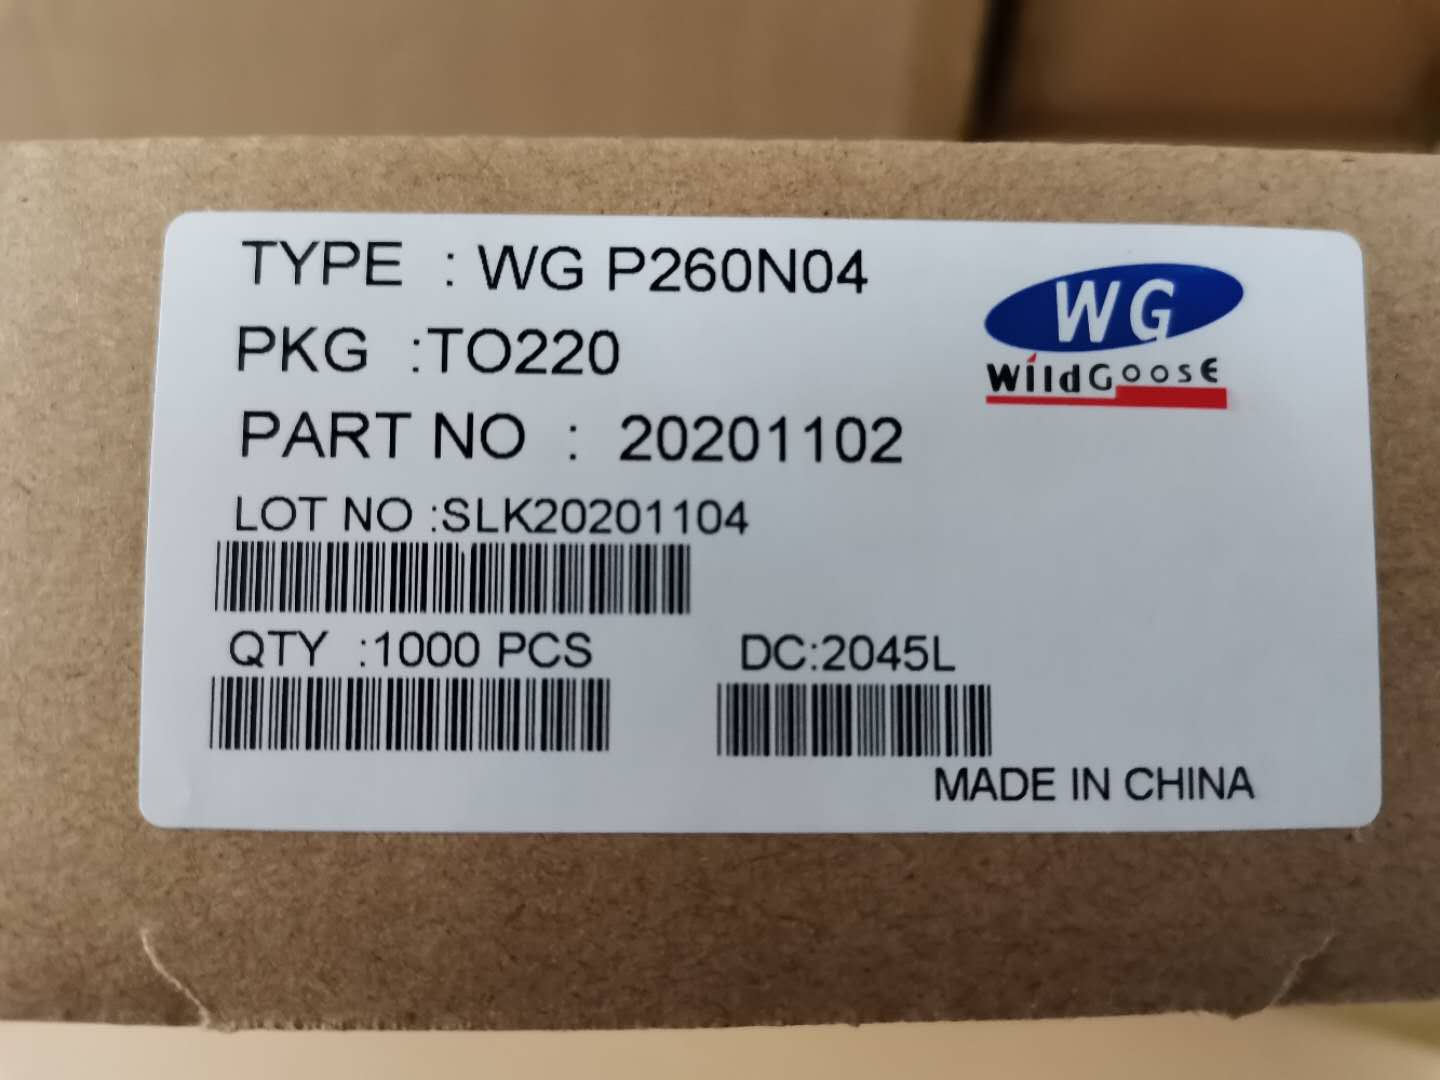 TYPE : WG P260N04
WG
WildGoose
PKG :TO220
PART NO : 20201102
LOT NO :SLK20201104
QTY :1000 PCS
DC:2045L
MADE IN CHINA